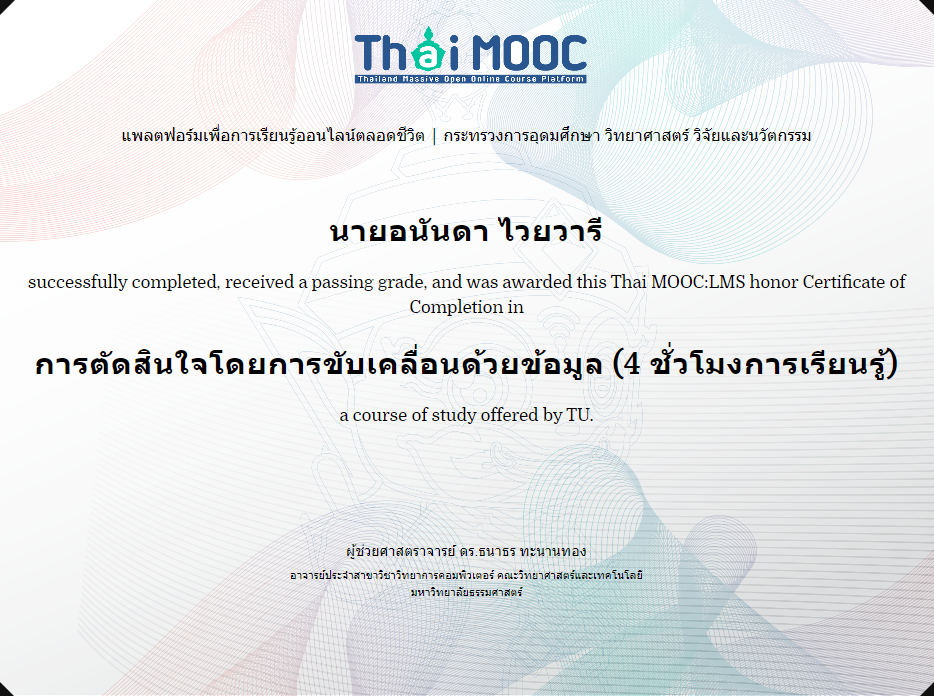 Thai MOOC
Thailand Massive Open Online Course Platform
แพลตฟอร์มเพื่อการเรียนรู้ออนไลน์ตลอดชีวิต | กระทรวงการอุดมศึกษา วิทยาศาสตร์ วิจัยและนวัตกรรม
นายอนันดา ไวยวารี
successfully completed, received a passing grade, and was awarded this Thai MOOC:LMS honor Certificate of
Completion in
การตัดสินใจโดยการขับเคลื่อนด้วยข้อมูล (4 ชั่วโมงการเรียนรู้)
a course of study offered by TU.
ผู้ช่วยศาสตราจารย์ ดร.ธนาธร ทะนานทอง
อาจารย์ประจำสาขาวิชาวิทยาการคอมพิวเตอร์ คณะวิทยาศาสตร์และเทคโนโลยี
มหาวิทยาลัยธรรมศาสตร์